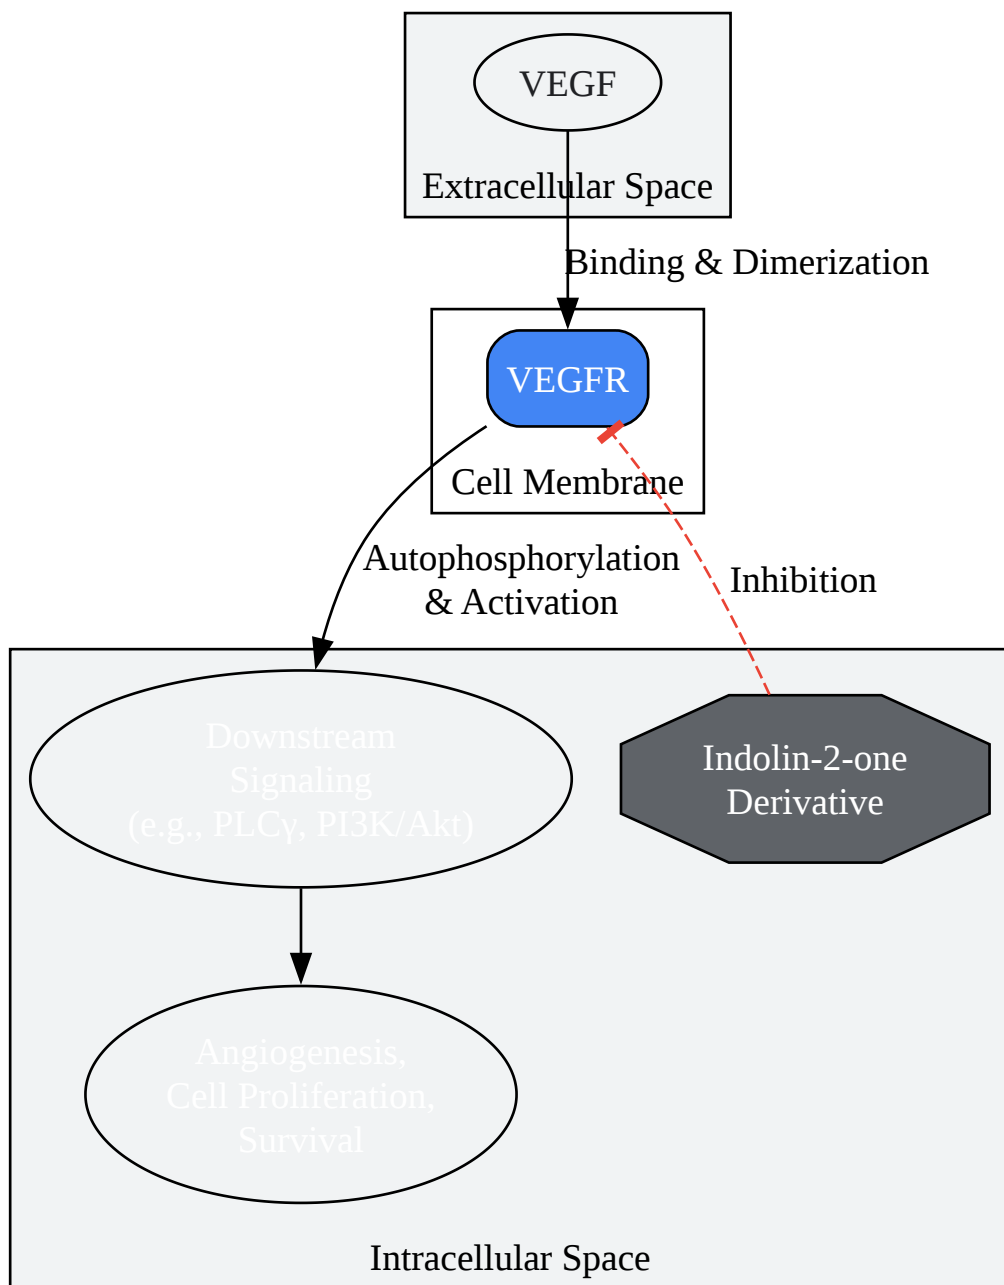 VEGF
Extracellular Space
Binding & Dimerization
VEGFR
Cell Membrane
Autophosphorylation
& Activation
Inhibition
Downstream
Signaling
(e.g., PLCγ, PI3K/Akt)
Indolin-2-one
Derivative
Angiogenesis,
Cell Proliferation,
Survival
Intracellular Space